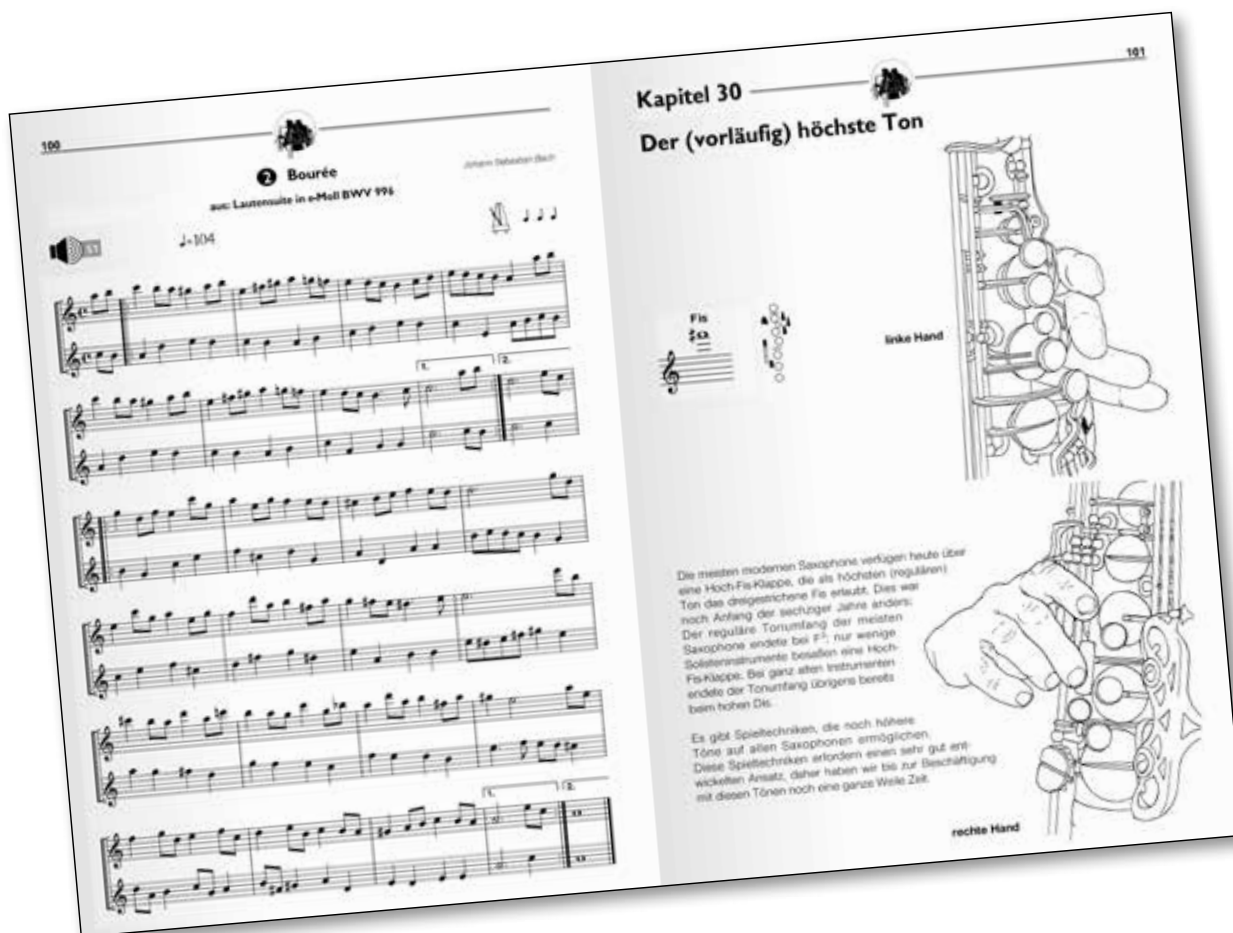 100
2 Bourée
Johann Sebastian Bach
aus: Lautensuite in e-Moll BWV 996
♩=104
1.
2.
1.
2.
101
Kapitel 30
Der (vorläufig) höchste Ton
Fis
linke Hand
Die meisten modernen Saxophone verfügen heute über
eine Hoch-Fis-Klappe, die als höchsten (regulären)
Ton das dreigestrichene Fis erlaubt. Dies war
noch Anfang der sechziger Jahre anders:
Der reguläre Tonumfang der meisten
Saxophone endete bei F3; nur wenige
Solisteninstrumente besaßen eine Hoch-
Fis-Klappe. Bei ganz alten Instrumenten
endete der Tonumfang übrigens bereits
beim hohen Dis.
Es gibt Spieltechniken, die noch höhere
Töne auf allen Saxophonen ermöglichen.
Diese Spieltechniken erfordern einen sehr gut ent-
wickelten Ansatz, daher haben wir bis zur Beschäftigung
mit diesen Tönen noch eine ganze Weile Zeit.
rechte Hand